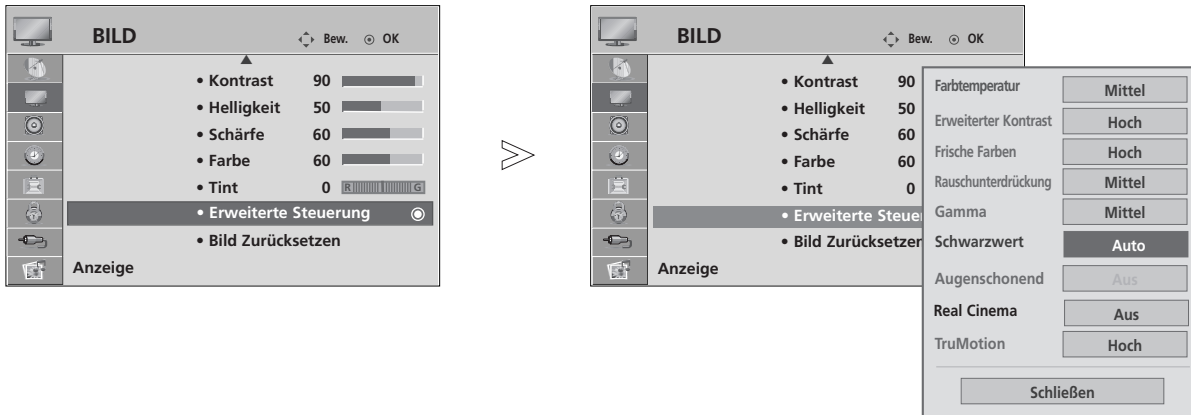 BILD
Bew. OK
• Kontrast 90
• Helligkeit 50
• Schärfe 60
• Farbe 60
• Tint 0 R G
• Erweiterte Steuerung
• Bild Zurücksetzen
Anzeige
BILD
Bew. OK
• Kontrast 90
• Helligkeit 50
• Schärfe 60
• Farbe 60
• Tint 0
• Erweiterte Steuer
• Bild Zurücksetzen
Anzeige
Farbtemperatur Mittel
Erweiterter Kontrast Hoch
Frische Farben Hoch
Rauschunterdrückung Mittel
Gamma Mittel
Schwarzwert Auto
Augenschonend Aus
Real Cinema Aus
TruMotion Hoch
Schließen